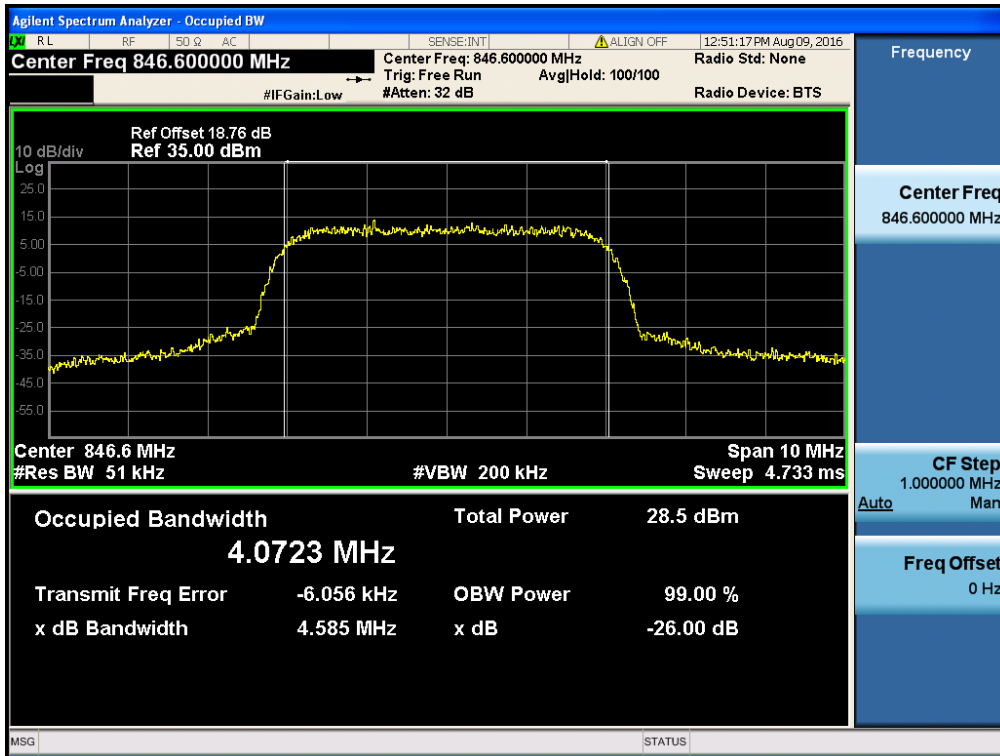 Agilent Spectrum Analyzer - Occupied BW
LXI RL RF 50 Ω AC SENSE:INT ALIGN OFF 12:51:17 PM Aug 09, 2016
Center Freq 846.600000 MHz
Center Freq: 846.600000 MHz
Radio Std: None
Trig: Free Run
Avg|Hold: 100/100
#IFGain:Low
#Atten: 32 dB
Radio Device: BTS
Ref Offset 18.76 dB
10 dB/div
Ref 35.00 dBm
Log
25.0
15.0
5.00
-5.00
-15.0
-25.0
-35.0
-45.0
-55.0
Center 846.6 MHz
Span 10 MHz
#Res BW 51 kHz
#VBW 200 kHz
Sweep 4.733 ms
Occupied Bandwidth
Total Power
28.5 dBm
4.0723 MHz
Transmit Freq Error
-6.056 kHz
OBW Power
99.00 %
x dB Bandwidth
4.585 MHz
x dB
-26.00 dB
Frequency
Center Freq
846.600000 MHz
CF Step
1.000000 MHz
Auto
Man
Freq Offset
0 Hz
MSG
STATUS